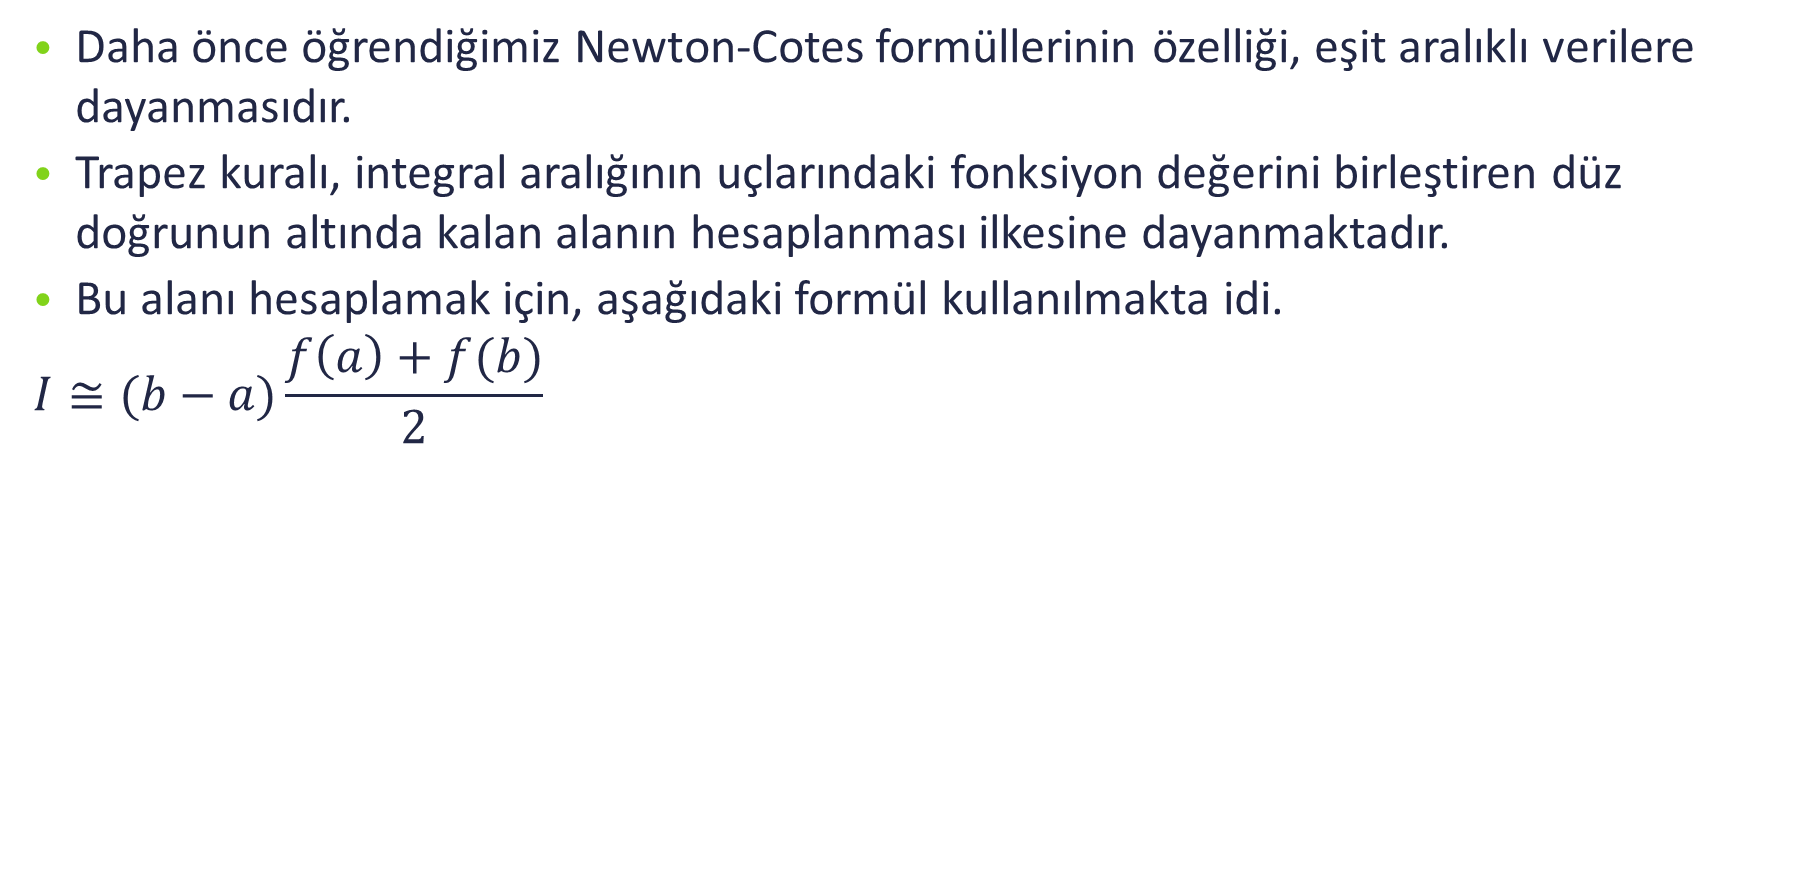 • Daha önce öğrendiğimiz Newton-Cotes formüllerinin özelliği, eşit aralıklı verilere
dayanmasıdır.
• Trapez kuralı, integral aralığının uçlarındaki fonksiyon değerini birleştiren düz
doğrunun altında kalan alanın hesaplanması ilkesine dayanmaktadır.
• Bu alanı hesaplamak için, aşağıdaki formül kullanılmakta idi.
I ≅ (b − a) \frac{f(a) + f(b)}{2}